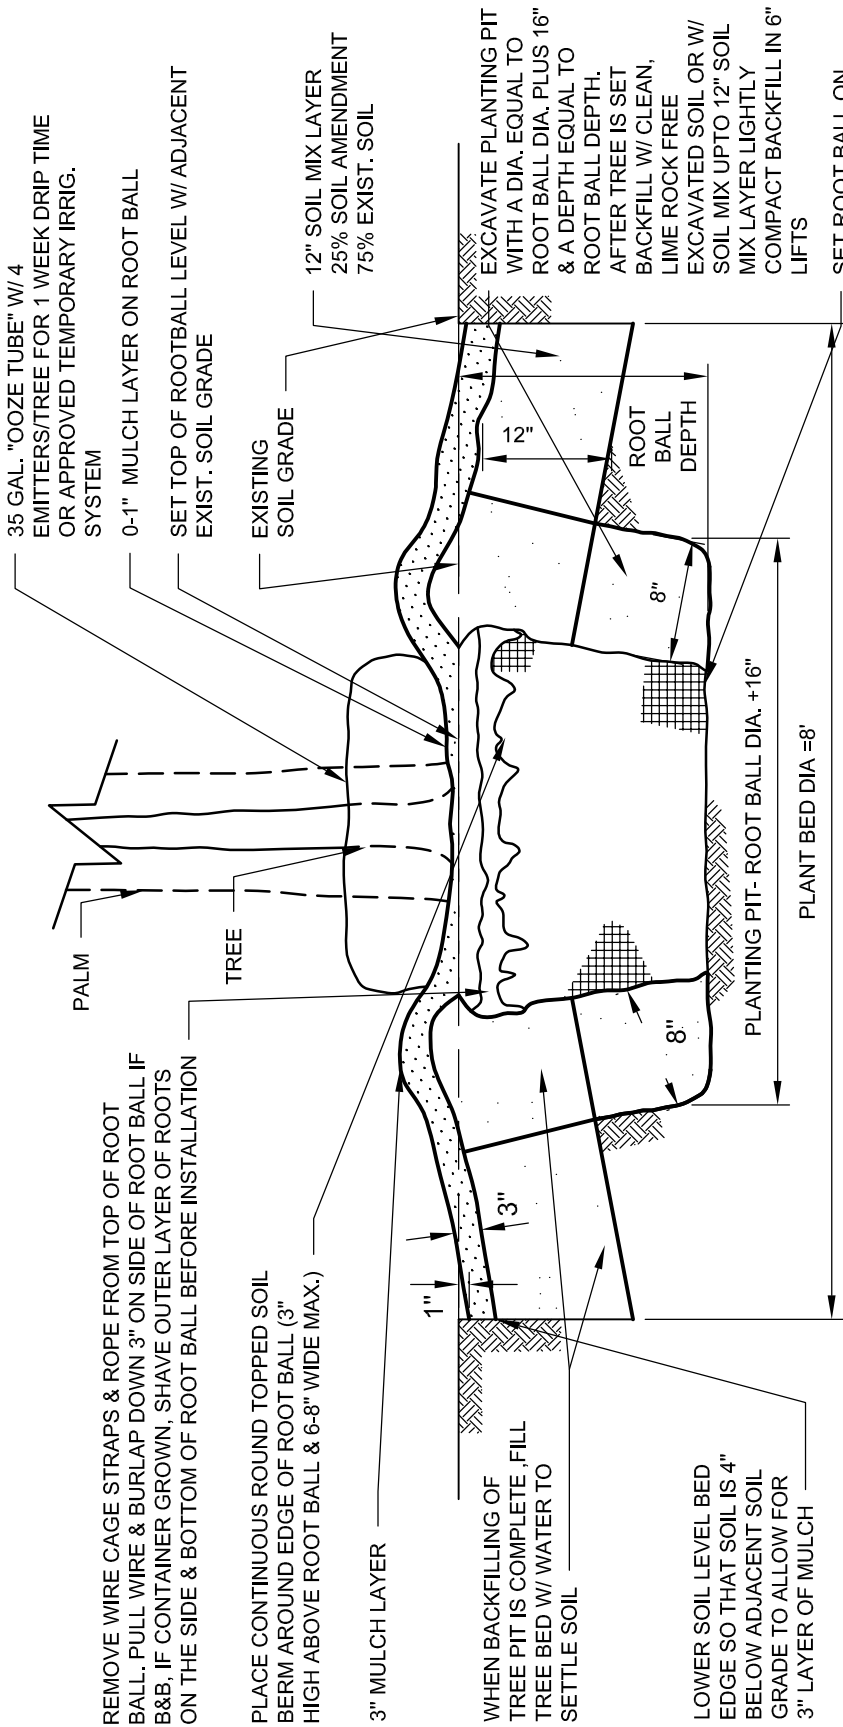 REMOVE WIRE CAGE STRAPS & ROPE FROM TOP OF ROOT
BALL. PULL WIRE & BURLAP DOWN 3" ON SIDE OF ROOT BALL IF
B&B, IF CONTAINER GROWN, SHAVE OUTER LAYER OF ROOTS
ON THE SIDE & BOTTOM OF ROOT BALL BEFORE INSTALLATION
PLACE CONTINUOUS ROUND TOPPED SOIL
BERM AROUND EDGE OF ROOT BALL (3"
HIGH ABOVE ROOT BALL & 6-8" WIDE MAX.)
3" MULCH LAYER
WHEN BACKFILLING OF
TREE PIT IS COMPLETE ,FILL
TREE BED W/ WATER TO
SETTLE SOIL
LOWER SOIL LEVEL BED
EDGE SO THAT SOIL IS 4"
BELOW ADJACENT SOIL
GRADE TO ALLOW FOR
3" LAYER OF MULCH
PALM
TREE
1"
3"
8"
8"
12"
ROOT
BALL
DEPTH
PLANTING PIT- ROOT BALL DIA. +16"
PLANT BED DIA =8'
35 GAL. "OOZE TUBE" W/ 4
EMITTERS/TREE FOR 1 WEEK DRIP TIME
OR APPROVED TEMPORARY IRRIG.
SYSTEM
0-1" MULCH LAYER ON ROOT BALL
SET TOP OF ROOTBALL LEVEL W/ ADJACENT
EXIST. SOIL GRADE
EXISTING
SOIL GRADE
12" SOIL MIX LAYER
25% SOIL AMENDMENT
75% EXIST. SOIL
EXCAVATE PLANTING PIT
WITH A DIA. EQUAL TO
ROOT BALL DIA. PLUS 16"
& A DEPTH EQUAL TO
ROOT BALL DEPTH.
AFTER TREE IS SET
BACKFILL W/ CLEAN,
LIME ROCK FREE
EXCAVATED SOIL OR W/
SOIL MIX UPTO 12" SOIL
MIX LAYER LIGHTLY
COMPACT BACKFILL IN 6"
LIFTS
SET ROOT BALL ON